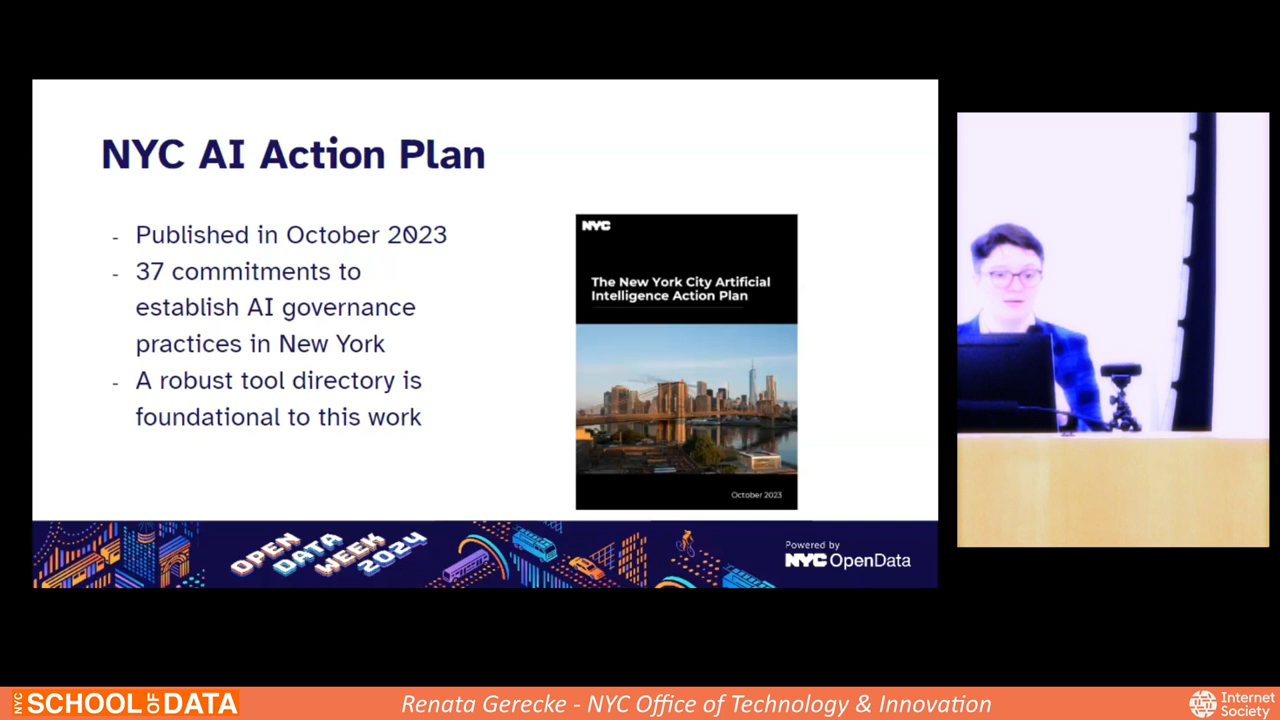 NYC AI Action Plan
- Published in October 2023
- 37 commitments to
establish AI governance
practices in New York
- A robust tool directory is
foundational to this work
NYC
The New York City Artificial
Intelligence Action Plan
October 2023
OPEN
DATA
WEEK
2024
Powered by
NYC OpenData
NYC SCHOOL OF DATA
Renata Gerecke - NYC Office of Technology & Innovation
Internet
Society